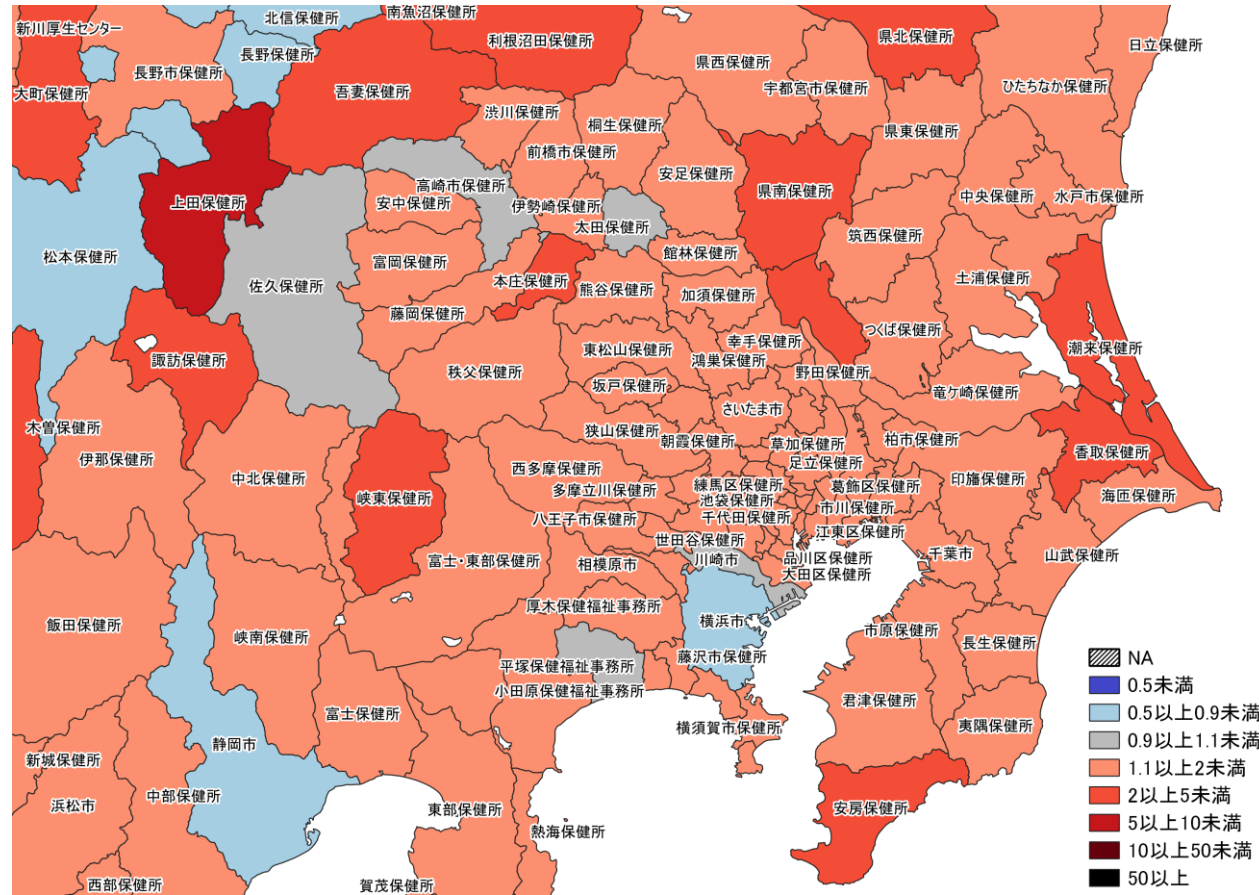 北信保健所
南魚沼保健所
新川厚生センター
利根沼田保健所
県北保健所
日立保健所
長野保健所
県西保健所
長野市保健所
大町保健所
吾妻保健所
宇都宮市保健所
ひたちなか保健所
渋川保健所
桐生保健所
県東保健所
前橋市保健所
安足保健所
高崎市保健所
県南保健所
上田保健所
安中保健所
伊勢崎保健所
中央保健所
水戸市保健所
太田保健所
筑西保健所
松本保健所
富岡保健所
館林保健所
佐久保健所
本庄保健所
熊谷保健所
加須保健所
土浦保健所
藤岡保健所
つくば保健所
幸手保健所
東松山保健所
鴻巣保健所
潮来保健所
諏訪保健所
秩父保健所
野田保健所
坂戸保健所
竜ケ崎保健所
さいたま市
木曽保健所
狭山保健所
朝霞保健所
草加保健所
柏市保健所
香取保健所
伊那保健所
中北保健所
西多摩保健所
足立保健所
印旛保健所
峡東保健所
多摩立川保健所
練馬区保健所
葛飾区保健所
海匝保健所
池袋保健所
市川保健所
八王子市保健所
千代田保健所
江東区保健所
世田谷保健所
富士・東部保健所
相模原市
川崎市
品川区保健所
千葉市
山武保健所
大田区保健所
厚木保健福祉事務所
飯田保健所
峡南保健所
横浜市
市原保健所
長生保健所
平塚保健福祉事務所
藤沢市保健所
小田原保健福祉事務所
君津保健所
富士保健所
横須賀市保健所
夷隅保健所
静岡市
新城保健所
中部保健所
浜松市
東部保健所
安房保健所
熱海保健所
西部保健所
賀茂保健所
NA
0.5未満
0.5以上0.9未満
0.9以上1.1未満
1.1以上2未満
2以上5未満
5以上10未満
10以上50未満
50以上